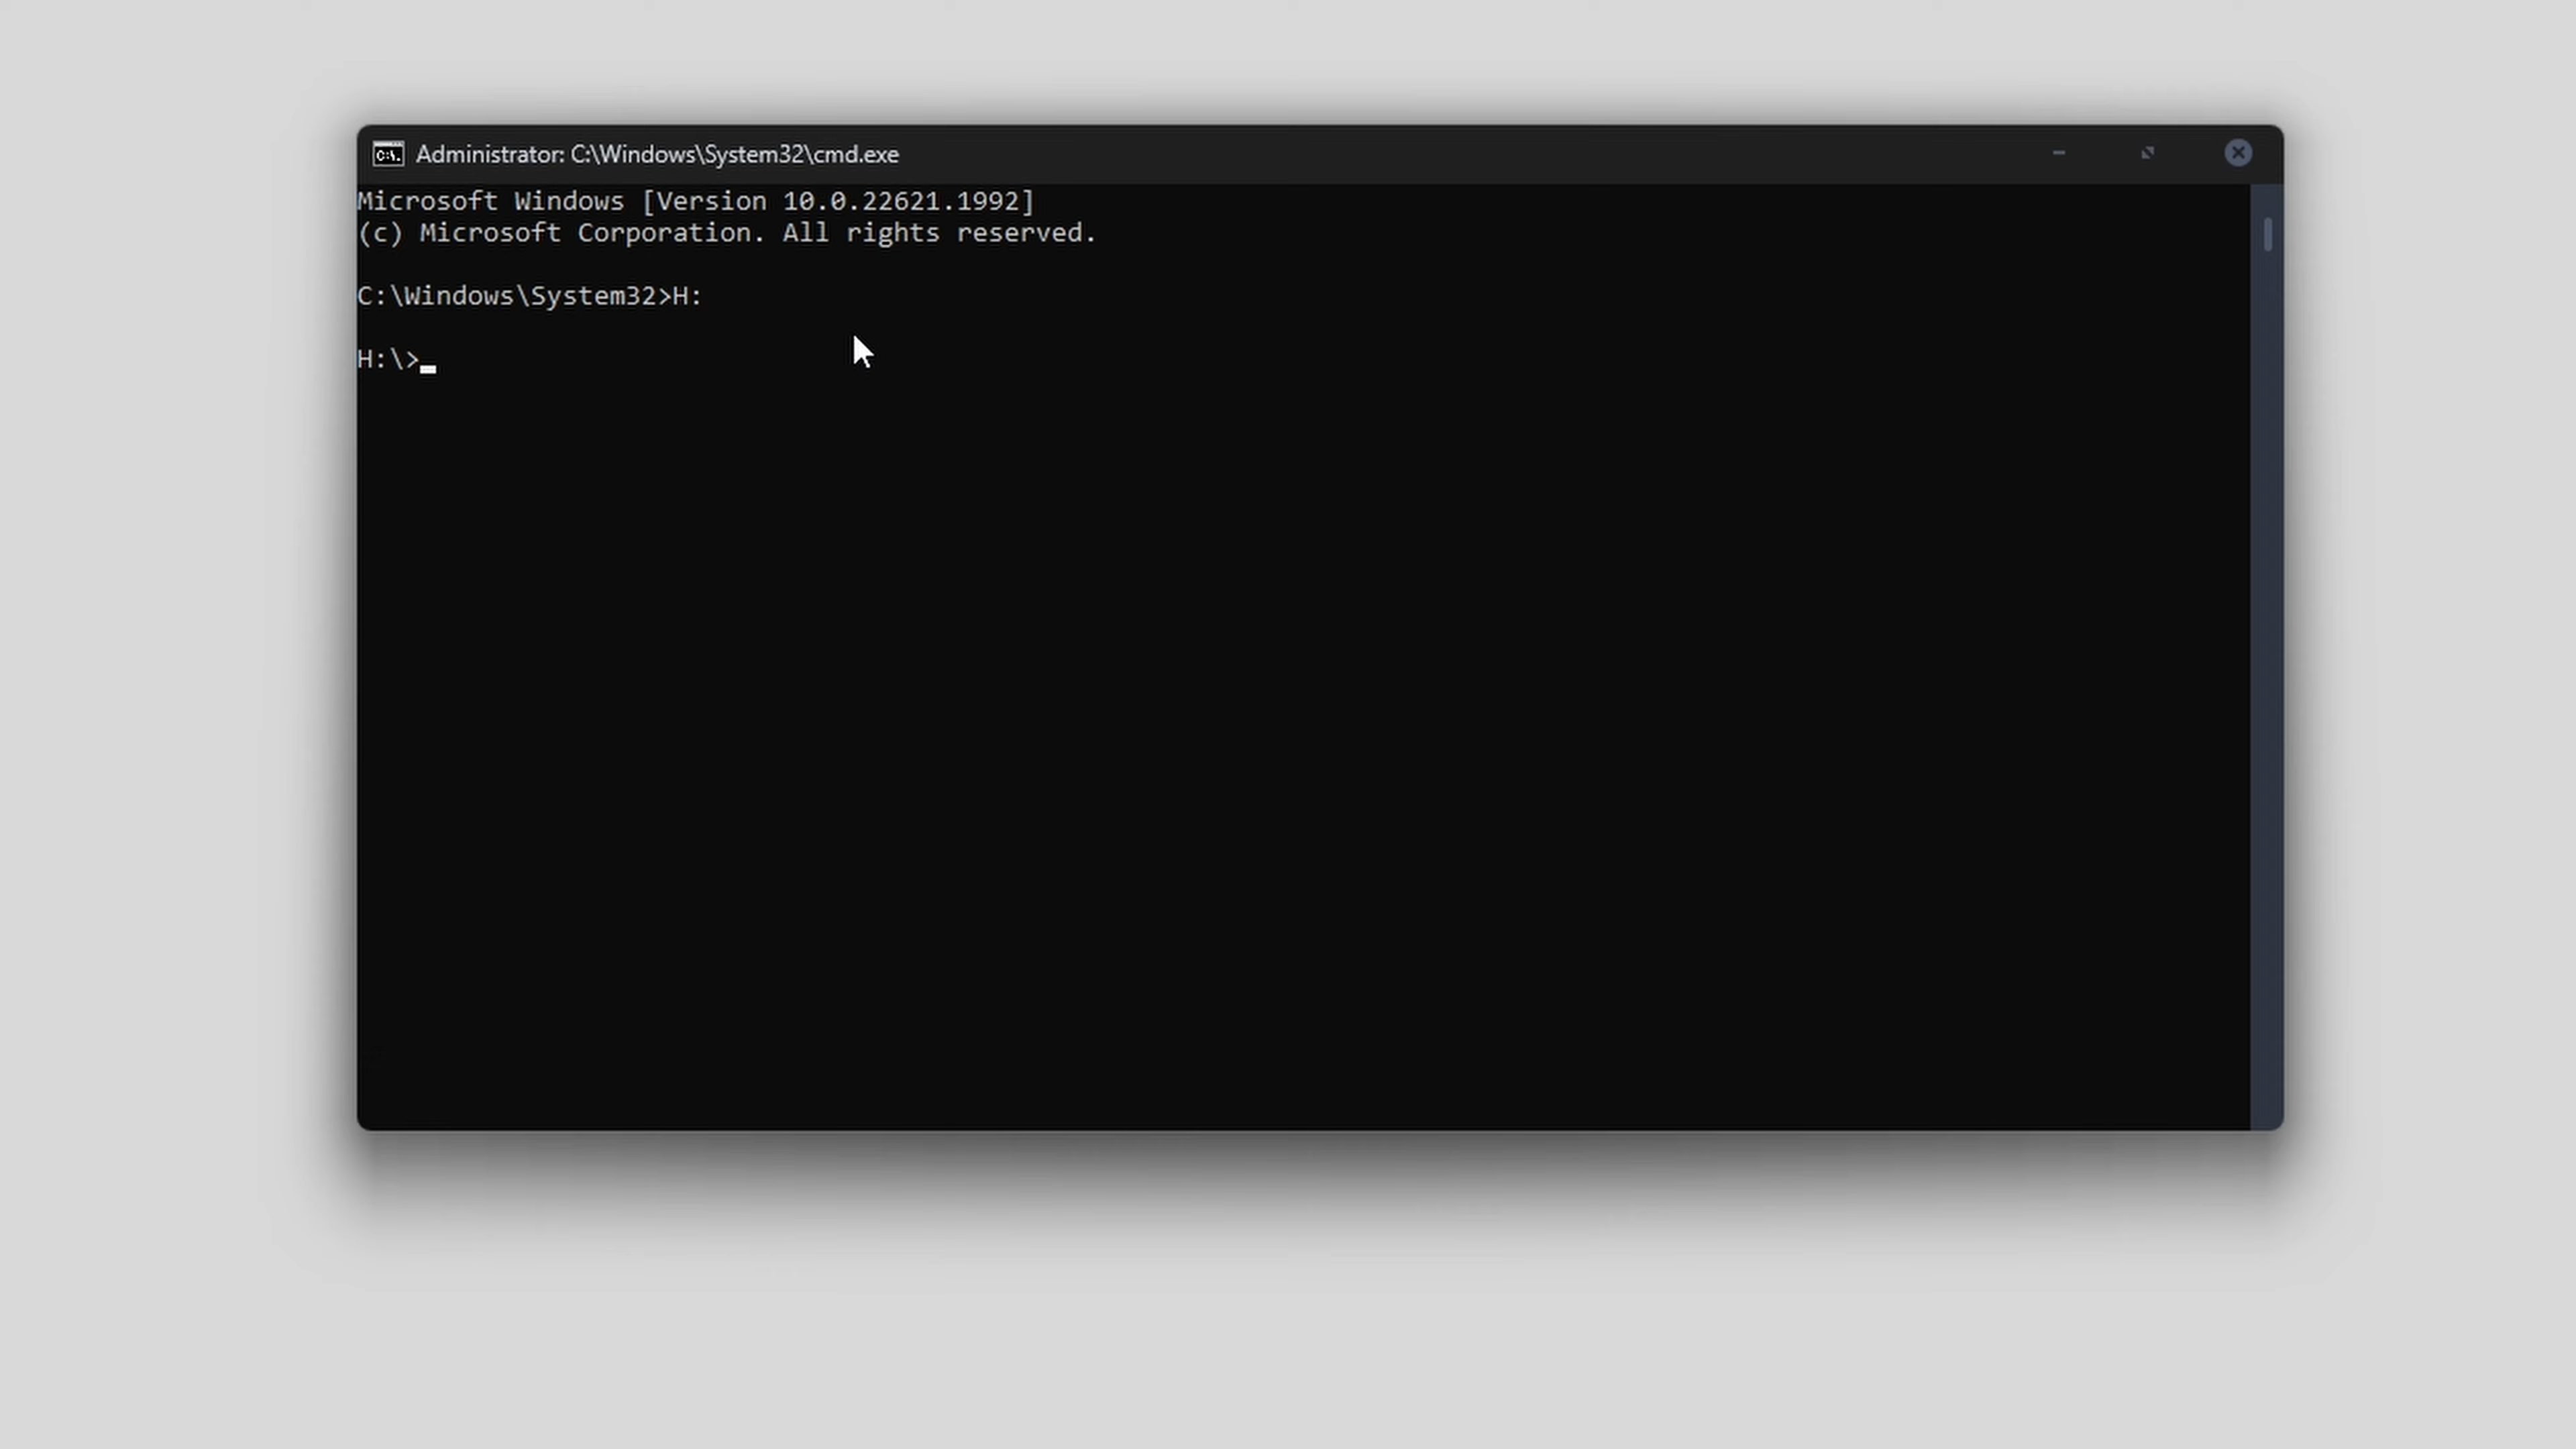 Administrator: C:\Windows\System32\cmd.exe
Microsoft Windows [Version 10.0.22621.1992]
(c) Microsoft Corporation. All rights reserved.
C:\Windows\System32>H:
H:\>